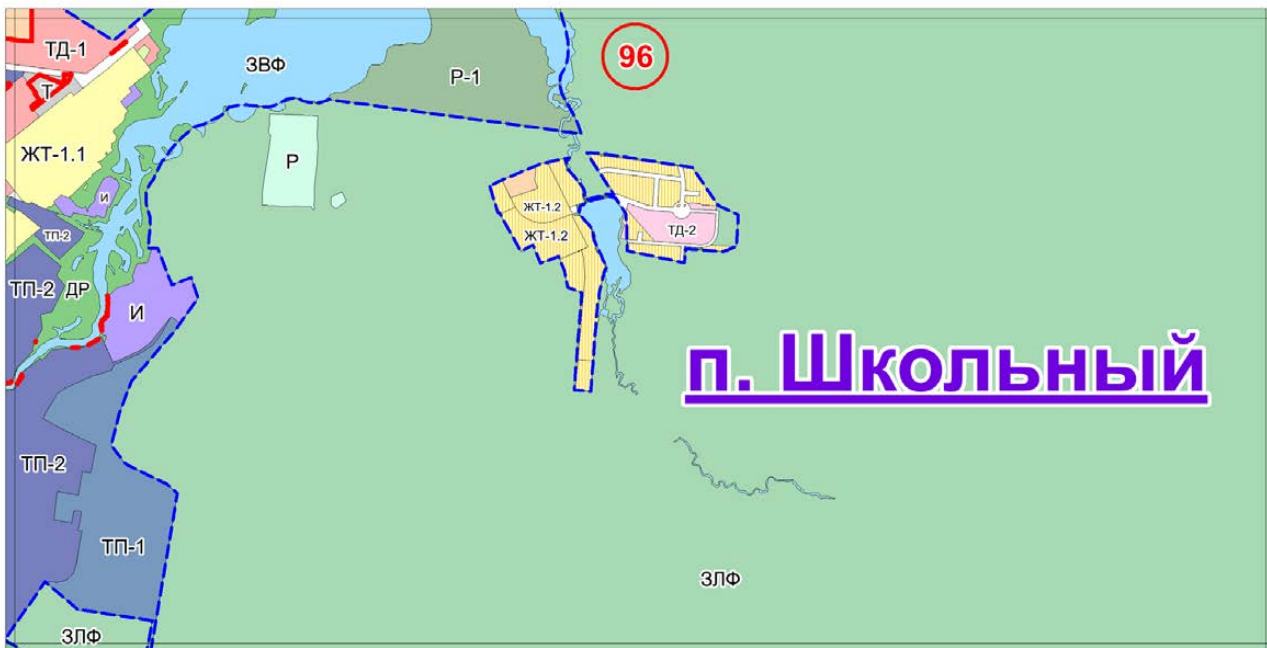 ТД-1
ЗВФ
96
Р-1
Т
ЖТ-1.1
Р
И
ЖТ-1.2
ТД-2
ТП-2
ЖТ-1.2
ТП-2
ДР
И
п. Школьный
ТП-2
ТП-1
ЗЛФ
ЗЛФ